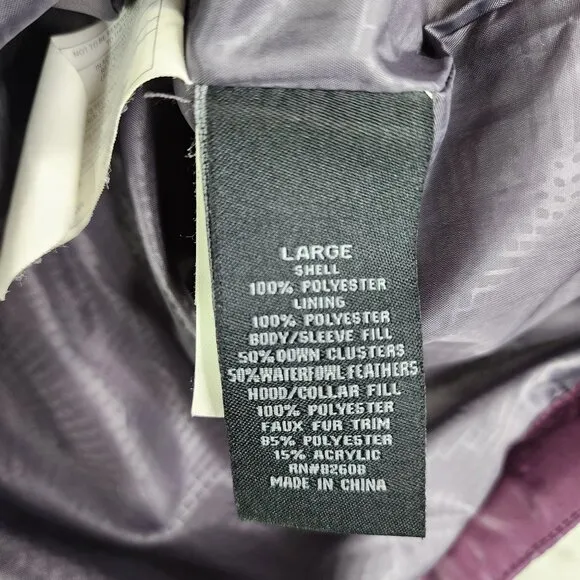 LARGE
SHELL
100% POLYESTER
LINING
100% POLYESTER
BODY/SLEEVE FILL
50% DOWN CLUSTERS
50% WATERFOWL FEATHERS
HOOD/COLLAR FILL
100% POLYESTER
FAUX FUR TRIM
85% POLYESTER
15% ACRYLIC
RN#82608
MADE IN CHINA